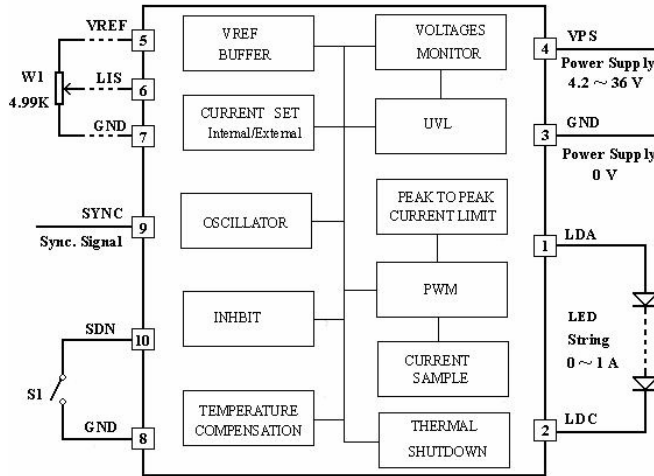 VREF
5
W1
4.99K
LIS
6
GND
7
SYNC
9
Sync. Signal
SDN
10
S1
GND
8
VREF
BUFFER
CURRENT SET
Internal/External
OSCILLATOR
INHBIT
TEMPERATURE
COMPENSATION
VOLTAGES
MONITOR
UVL
PEAK TO PEAK
CURRENT LIMIT
PWM
CURRENT
SAMPLE
THERMAL
SHUTDOWN
4
VPS
Power Supply
4.2 ~ 36 V
3
GND
Power Supply
0 V
1
LDA
LED
String
0 ~ 1 A
2
LDC